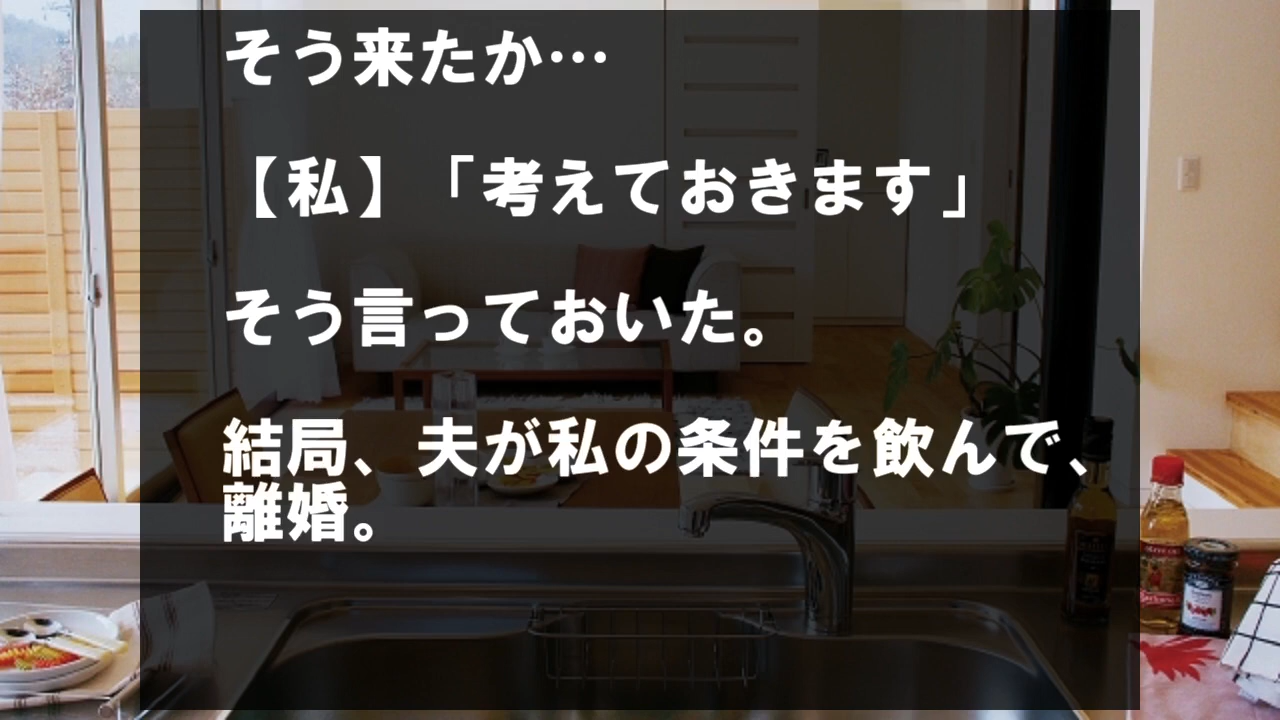 そう来たか…
【私】「考えておきます」
そう言っておいた。
結局、夫が私の条件を飲んで、
離婚。